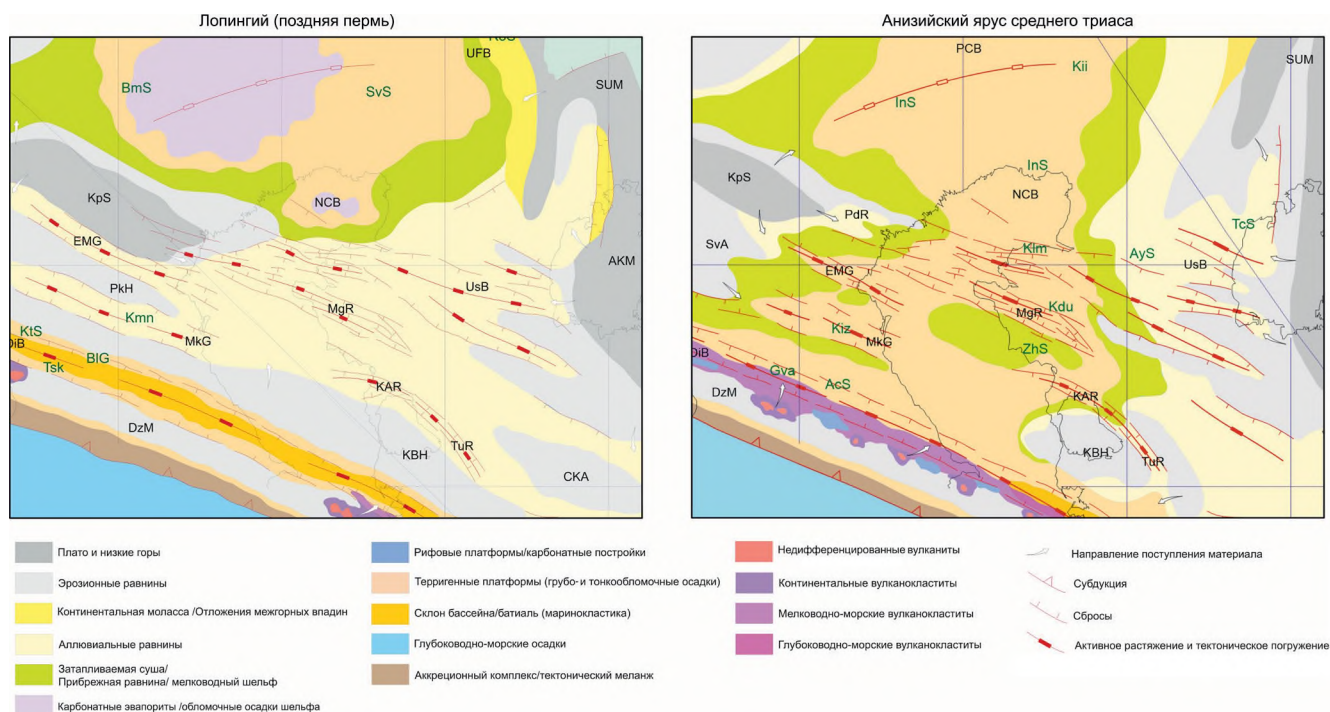 Лопингий (поздняя пермь)
UFB
SUM
BmS
SvS
KpS
NCB
EMG
AKM
PkH
UsB
Kmn
MgR
MkG
KtS
BIG
Tsk
KAR
DzM
TuR
KBH
CKA
Анизийский ярус среднего триаса
PCB
SUM
Kii
InS
InS
KpS
NCB
PdR
TcS
SvA
Kim
AyS
UsB
EMG
Kdu
MgR
Kiz
MkG
ZhS
DiB
Gva
AcS
DzM
KAR
KBH
TuR
Плато и низкие горы
Эрозионные равнины
Континентальная моласса /Отложения межгорных впадин
Аллювиальные равнины
Затапливаемая суша/
Прибрежная равнина/ мелководный шельф
Карбонатные эвапориты /обломочные осадки шельфа
Рифовые платформы/карбонатные постройки
Терригенные платформы (грубо- и тонкообломочные осадки)
Склон бассейна/батиаль (маринокластика)
Глубоководно-морские осадки
Аккреционный комплекс/тектонический меланж
Недифференцированные вулканиты
Континентальные вулканокластиты
Мелководно-морские вулканокластиты
Глубоководно-морские вулканокластиты
Направление поступления материала
Субдукция
Сбросы
Активное растяжение и тектоническое погружение